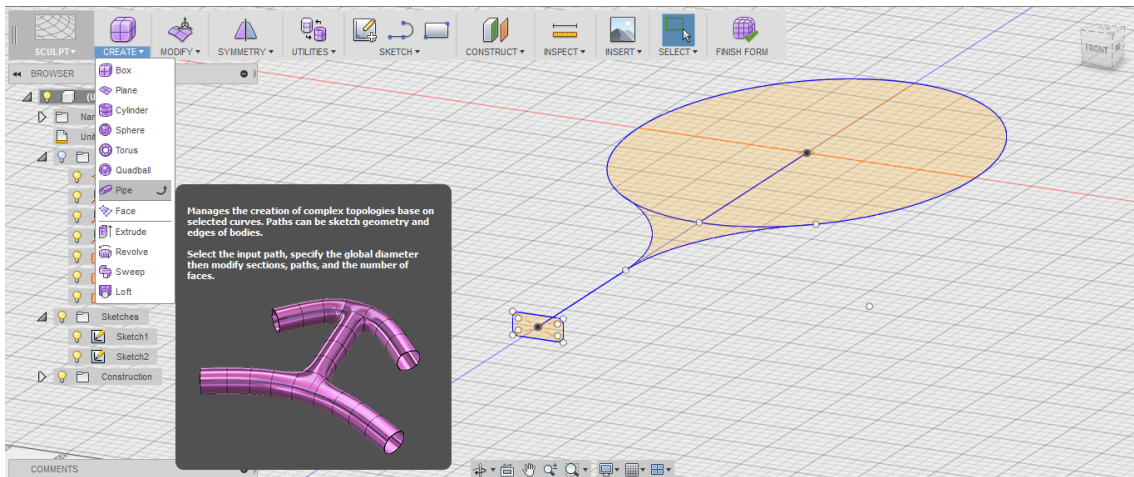 SCULPT ▾
CREATE ▾
MODIFY ▾
SYMMETRY ▾
UTILITIES ▾
SKETCH ▾
CONSTRUCT ▾
INSPECT ▾
INSERT ▾
SELECT ▾
FINISH FORM
FRONT
BROWSER
Box
Plane
Cylinder
Sphere
Torus
Quadball
Pipe
Face
Extrude
Revolve
Sweep
Loft
Manages the creation of complex topologies base on
selected curves. Paths can be sketch geometry and
edges of bodies.
Select the input path, specify the global diameter
then modify sections, paths, and the number of
faces.
Sketches
Sketch1
Sketch2
Construction
COMMENTS